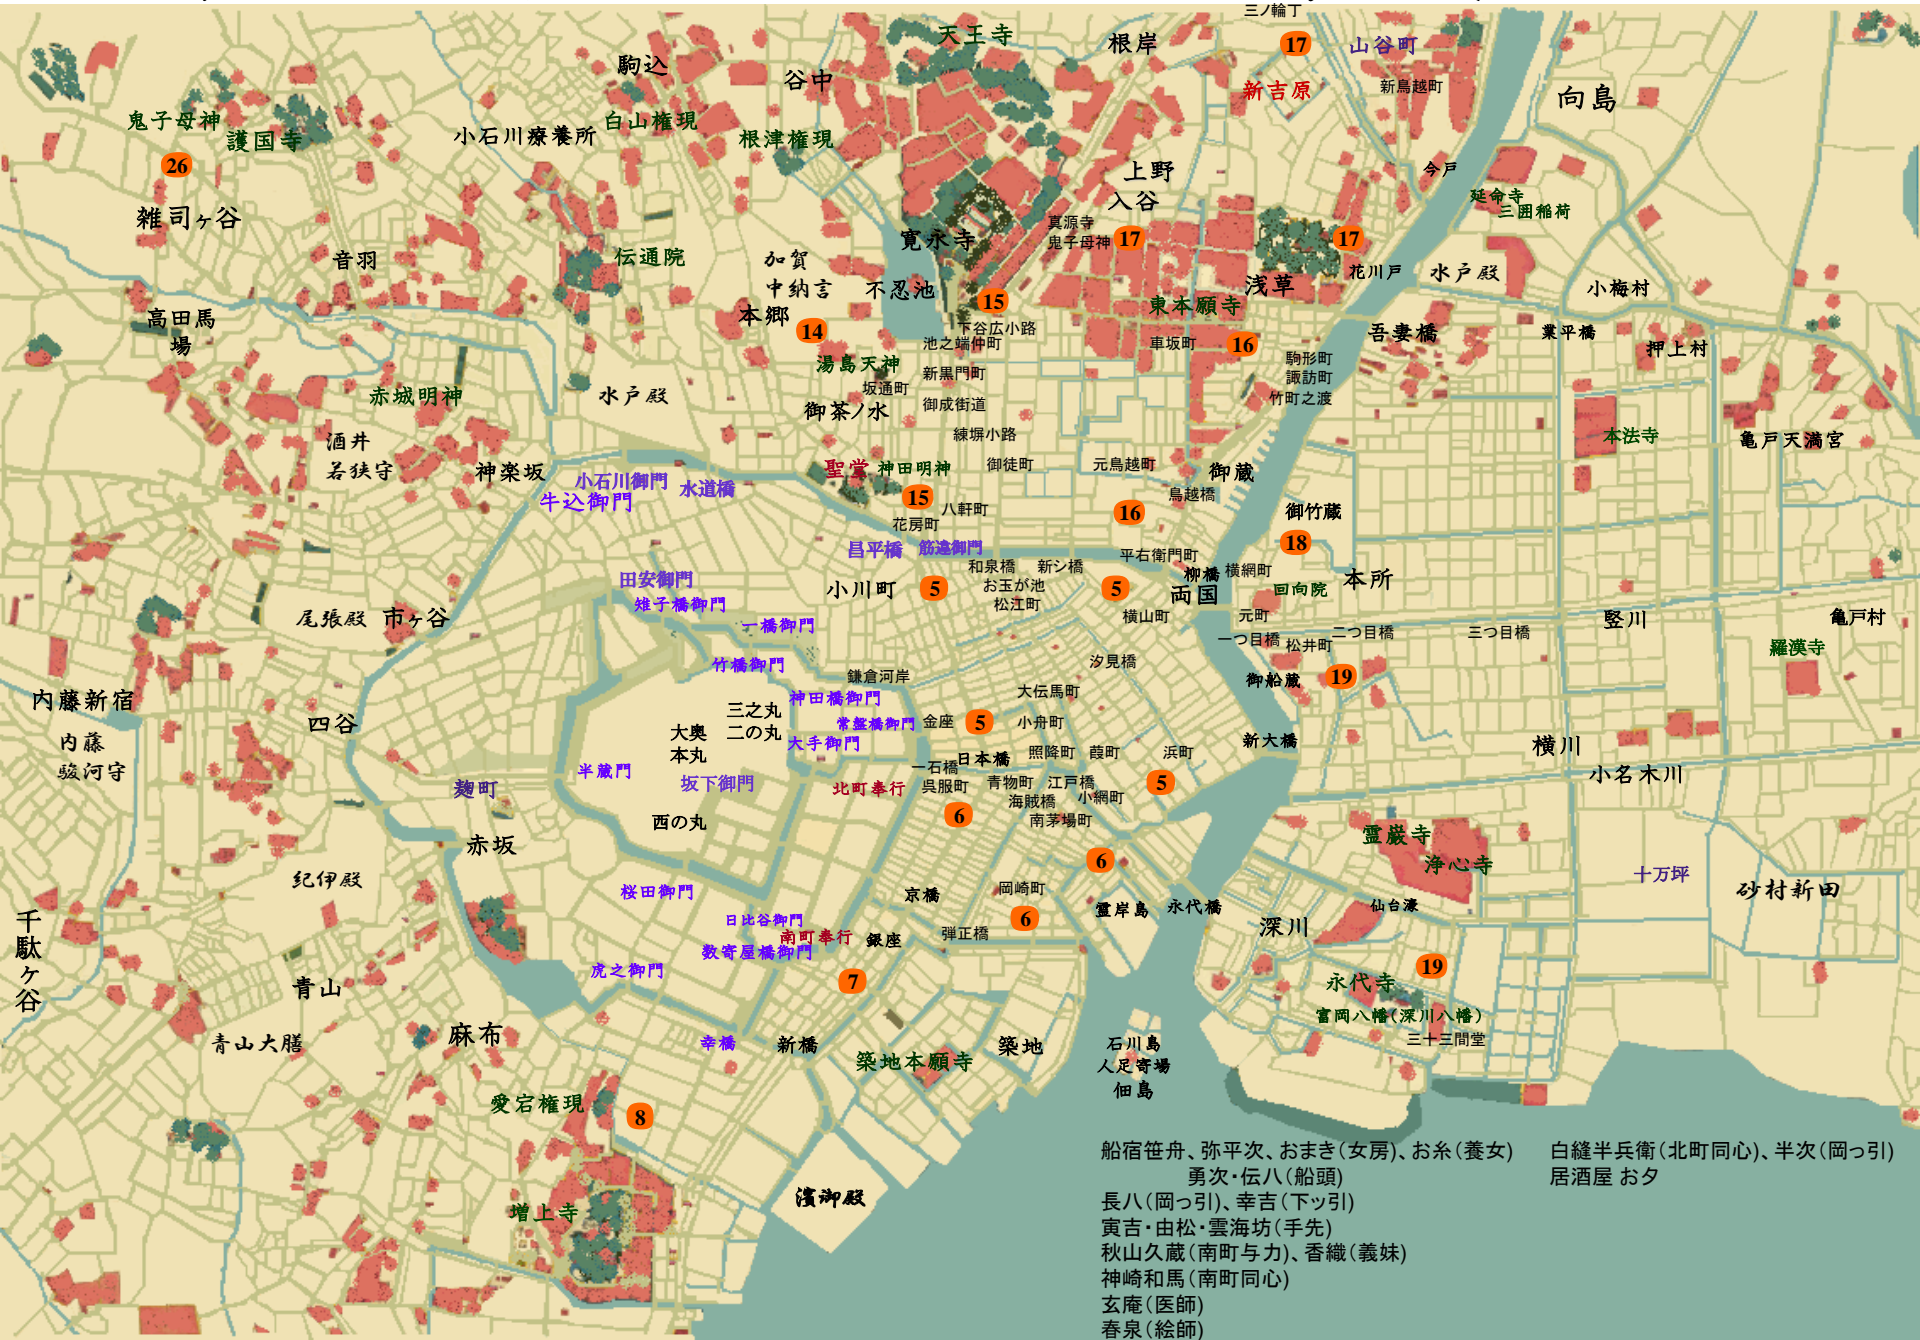 三ノ輪丁
天王寺
根岸
17
山谷町
駒込
谷中
新吉原
新鳥越町
向島
鬼子母神
護国寺
小石川療養所
白山権現
根津権現
26
上野
入谷
今戸
延命寺
三囲稲荷
雑司ヶ谷
真源寺
鬼子母神
17
17
寛永寺
音羽
伝通院
加賀
中納言
不忍池
浅草
花川戸
水戸殿
小梅村
15
東本願寺
高田馬
場
本郷
14
下谷広小路
池之端仲町
車坂町
16
吾妻橋
業平橋
押上村
湯島天神
新黒門町
駒形町
諏訪町
坂通町
竹町之渡
赤城明神
水戸殿
御茶ノ水
御成街道
練塀小路
本法寺
亀戸天満宮
酒井
若狭守
神楽坂
聖堂
神田明神
御徒町
元鳥越町
御蔵
小石川御門
水道橋
牛込御門
15
八軒町
鳥越橋
16
御竹蔵
花房町
18
昌平橋
筋違御門
平右衛門町
和泉橋
新シ橋
柳橋
横網町
田安御門
お玉が池
小川町
5
5
両国
回向院
本所
雉子橋御門
松江町
尾張殿
市ヶ谷
横山町
元町
竪川
亀戸村
一橋御門
一つ目橋
松井町
二つ目橋
三つ目橋
羅漢寺
竹橋御門
汐見橋
鎌倉河岸
御船蔵
19
内藤新宿
神田橋御門
大伝馬町
四谷
三之丸
二の丸
常盤橋御門
金座
5
小舟町
大奥
本丸
大手御門
新大橋
横川
内藤
駿河守
日本橋
照降町
葭町
浜町
半蔵門
一石橋
小名木川
麹町
坂下御門
北町奉行
呉服町
青物町
江戸橋
5
海賊橋
小網町
西の丸
6
南茅場町
赤坂
霊巌寺
浄心寺
6
紀伊殿
桜田御門
京橋
岡崎町
十万坪
砂村新田
千駄ヶ谷
日比谷御門
6
霊岸島
永代橋
仙台濠
南町奉行
銀座
弾正橋
深川
数寄屋橋御門
虎之御門
19
7
青山
永代寺
富岡八幡(深川八幡)
麻布
青山大膳
幸橋
新橋
築地
石川島
人足寄場
三十三間堂
築地本願寺
佃島
愛宕権現
8
船宿笹舟、弥平次、おまき(女房)、お糸(養女)
勇次・伝八(船頭)
白縫半兵衛(北町同心)、半次(岡っ引)
居酒屋 お夕
長八(岡っ引)、幸吉(下ッ引)
濱御殿
増上寺
寅吉・由松・雲海坊(手先)
秋山久蔵(南町与力)、香織(義妹)
神崎和馬(南町同心)
玄庵(医師)
春泉(絵師)